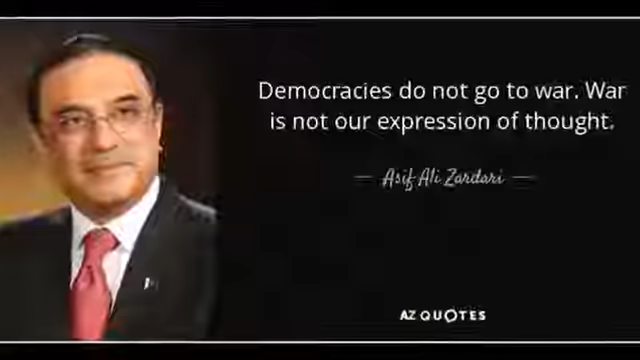 Democracies do not go to war. War
is not our expression of thought.
— Asif Ali Zardari —
AZ QUOTES